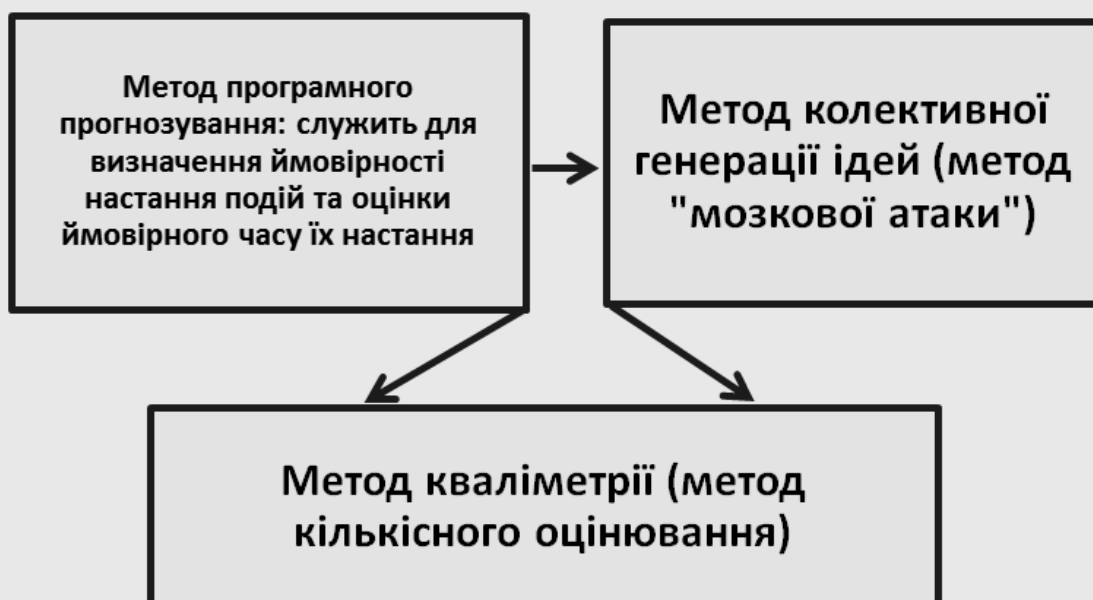 Метод програмного
прогнозування: служить для
визначення ймовірності
настання подій та оцінки
ймовірного часу їх настання
Метод колективної
генерації ідей (метод
"мозкової атаки")
Метод кваліметрії (метод
кількісного оцінювання)